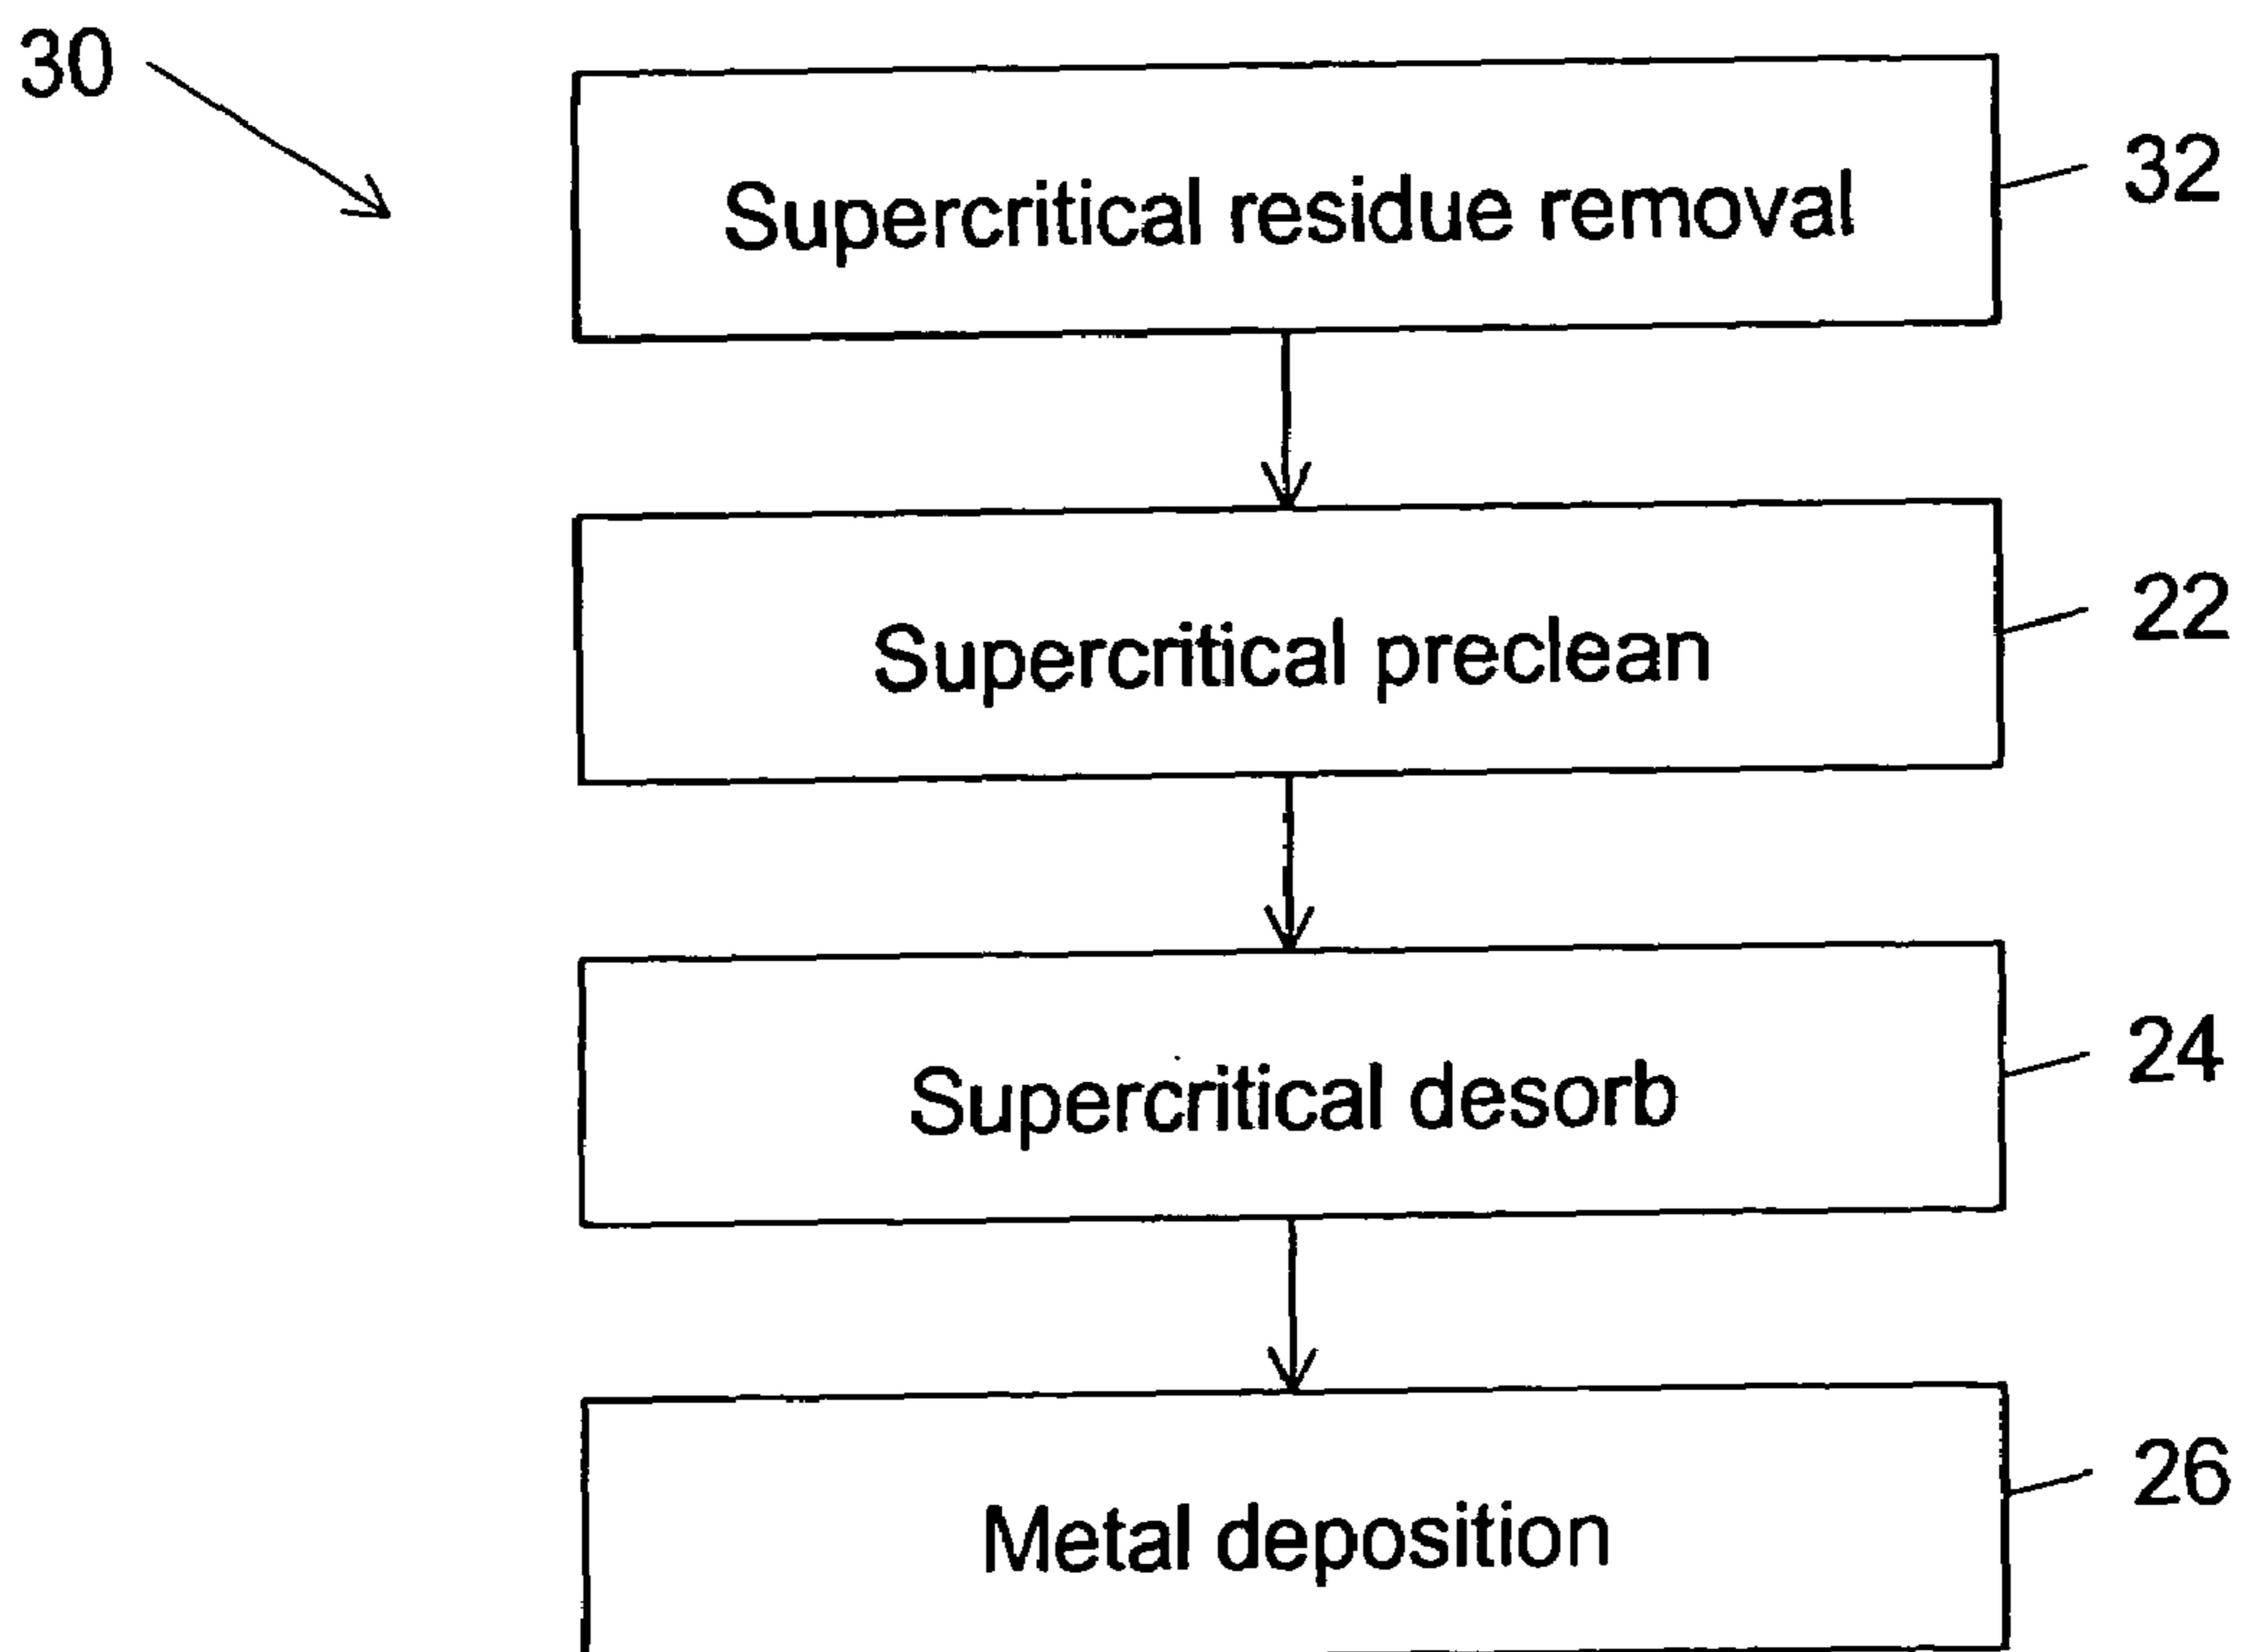 30
Supercritical residue removal
32
Supercritical preclean
22
Supercritical desorb
24
Metal deposition
26